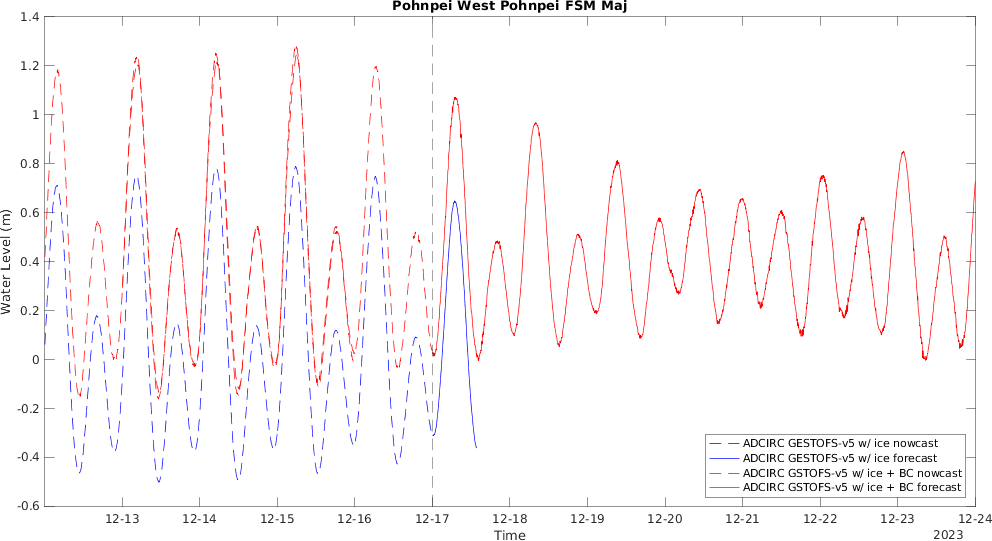 Pohnpei West Pohnpei FSM Maj
Water Level (m)
1.4
1.2
1
0.8
0.6
0.4
0.2
0
-0.2
-0.4
-0.6
ADCIRC GESTOFS-v5 w/ ice nowcast
ADCIRC GESTOFS-v5 w/ ice forecast
ADCIRC GSTOFS-v5 w/ ice + BC nowcast
ADCIRC GSTOFS-v5 w/ ice + BC forecast
12-13 12-14 12-15 12-16 12-17 12-18 12-19 12-20 12-21 12-22 12-23 12-24
Time
2023